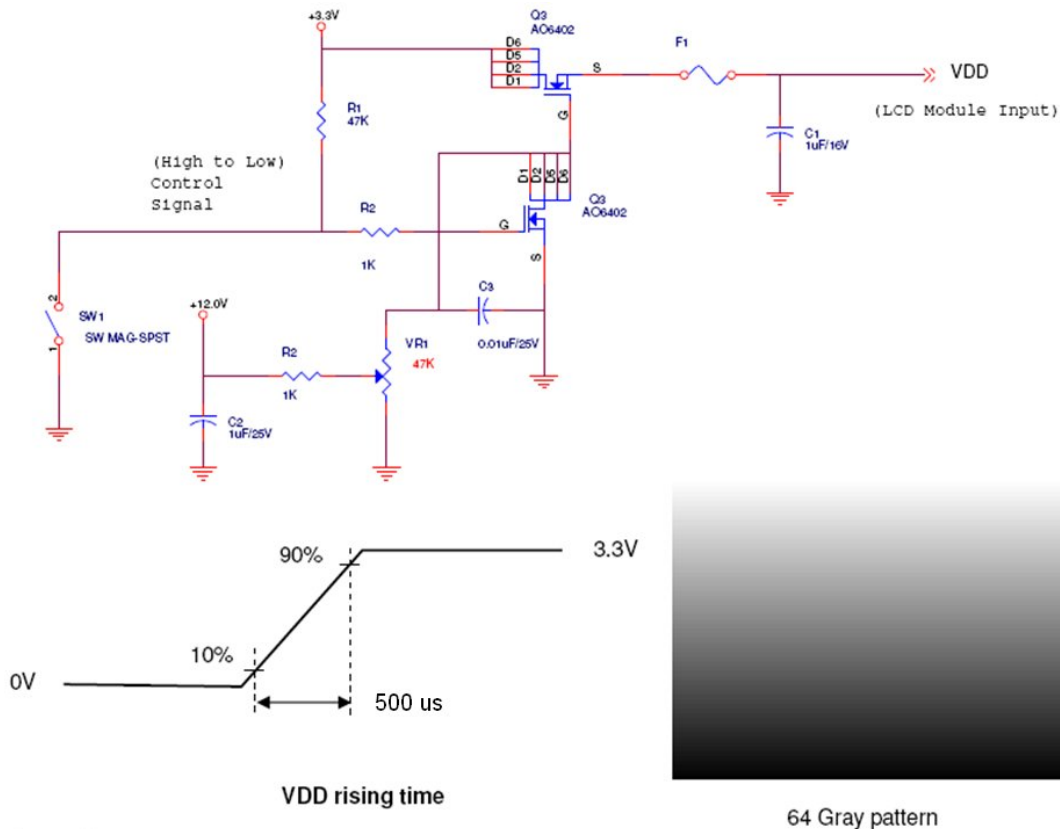 +3.3V
Q3
AO6402
D6
D5
D2
D1
S
G
F1
VDD
(LCD Module Input)
C1
1uF/16V
R1
47K
(High to Low)
Control
Signal
R2
1K
G
D1
D2
D5
D6
Q3
AO6402
S
2
1
SW1
SW MAG-SPST
+12.0V
R2
1K
VR1
47K
C3
0.01uF/25V
C2
1uF/25V
90%
3.3V
10%
0V
500 us
VDD rising time
64 Gray pattern